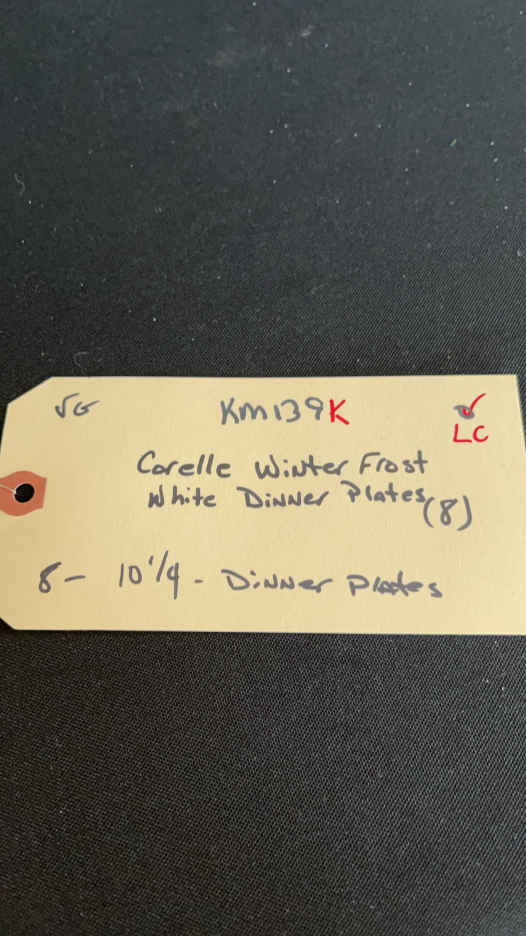 VG KM139K
LC
Corelle Winter Frost
White Dinner Plates (8)
8 - 10 1/4 - Dinner Plates